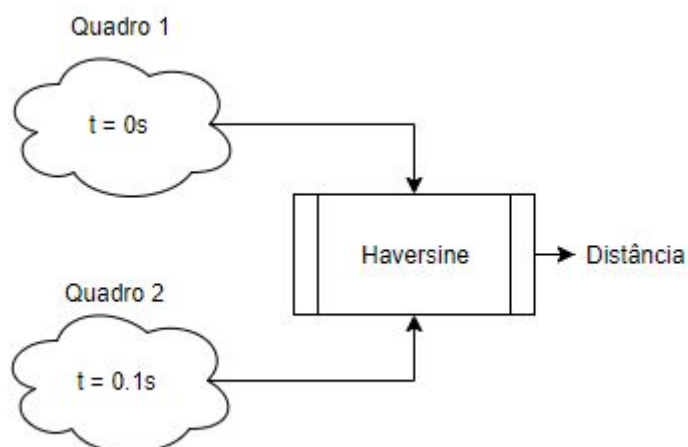 Quadro 1
t = 0s
Haversine
Distância
Quadro 2
t = 0.1s